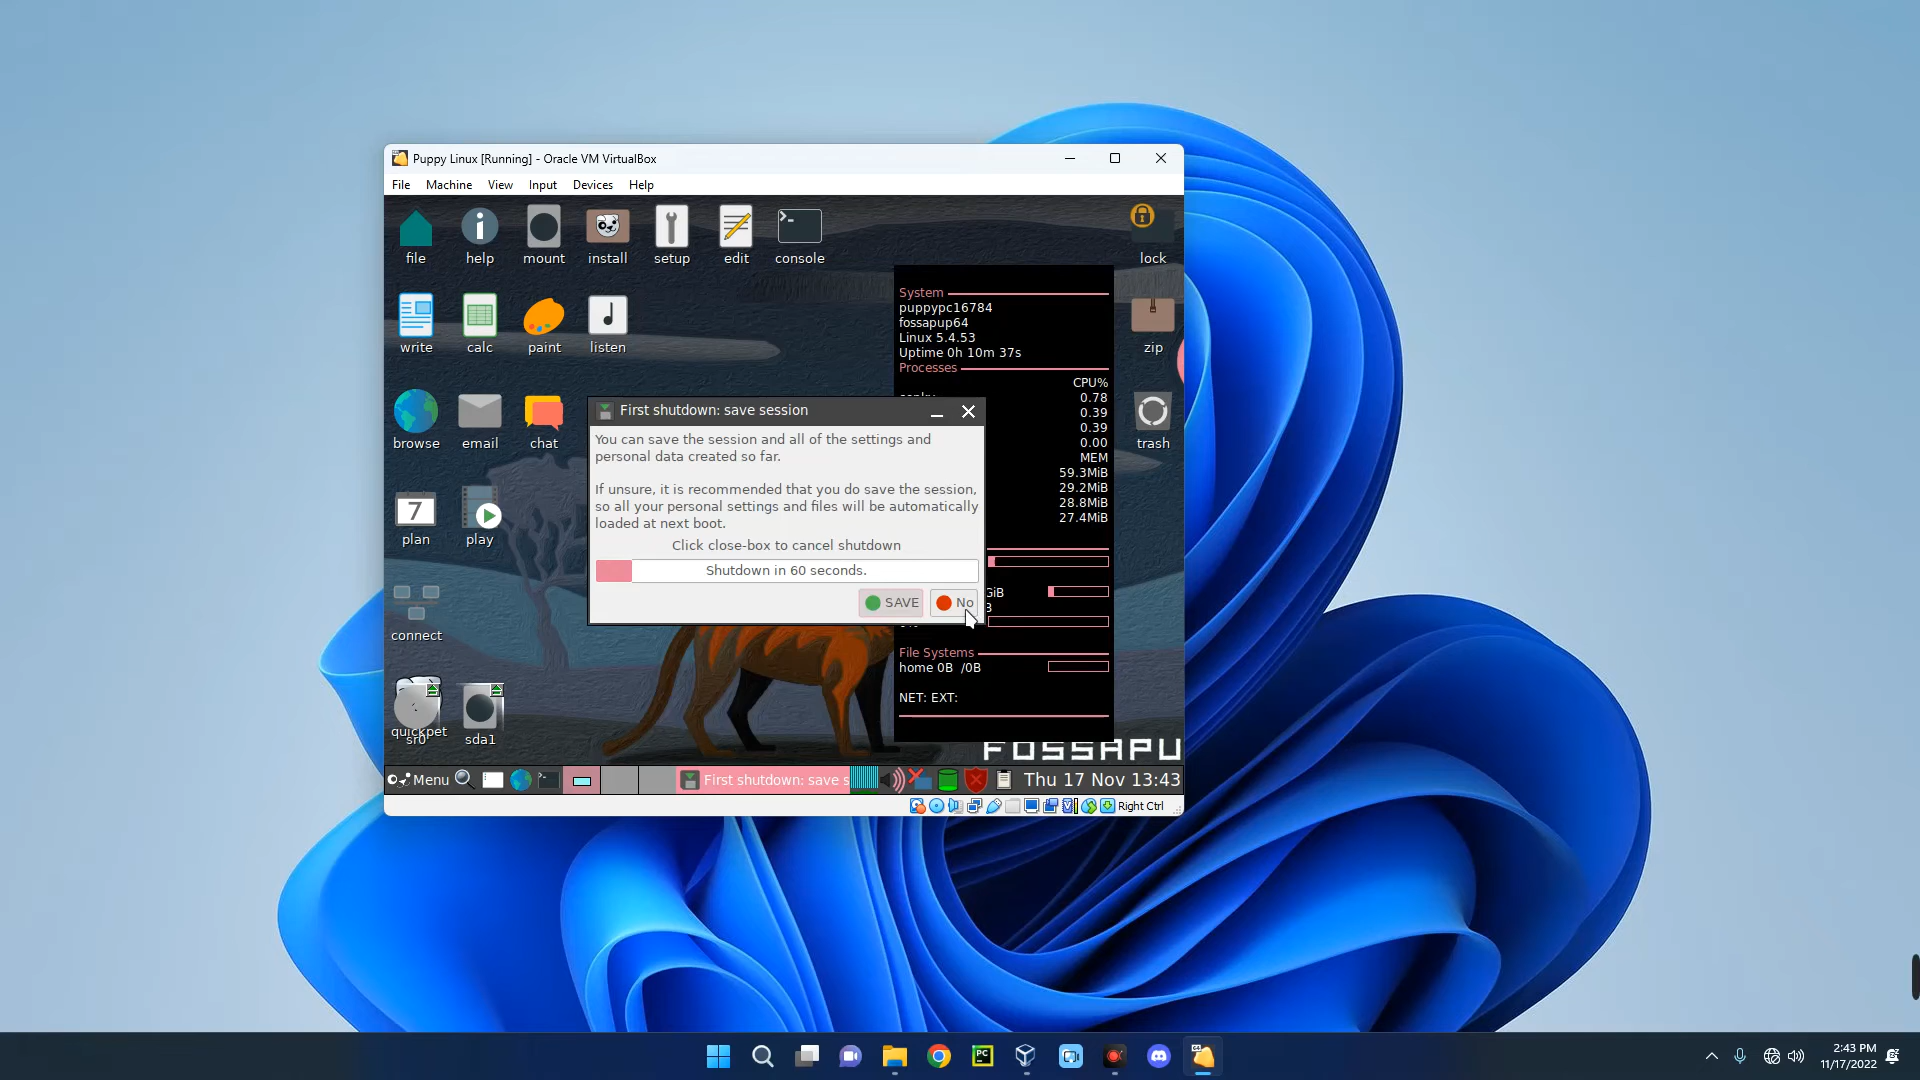 Puppy Linux [Running] - Oracle VM VirtualBox
File Machine View Input Devices Help
file help mount install setup edit console lock
write calc paint listen zip
browse email chat trash
plan play
7
connect
quickpet
sr0 sda1
System
puppypc16784
fossapup64
Linux 5.4.53
Uptime 0h 10m 37s
Processes
CPU%
0.78
0.39
0.39
0.00
MEM
59.3MiB
29.2MiB
28.8MiB
27.4MiB
GiB
B
File Systems
home 0B /0B
NET: EXT:
FOSSAPU
First shutdown: save session
You can save the session and all of the settings and
personal data created so far.
If unsure, it is recommended that you do save the session,
so all your personal settings and files will be automatically
loaded at next boot.
Click close-box to cancel shutdown
Shutdown in 60 seconds.
SAVE No
Menu First shutdown: save s Thu 17 Nov 13:43
Right Ctrl
PC
64
2:43 PM
11/17/2022